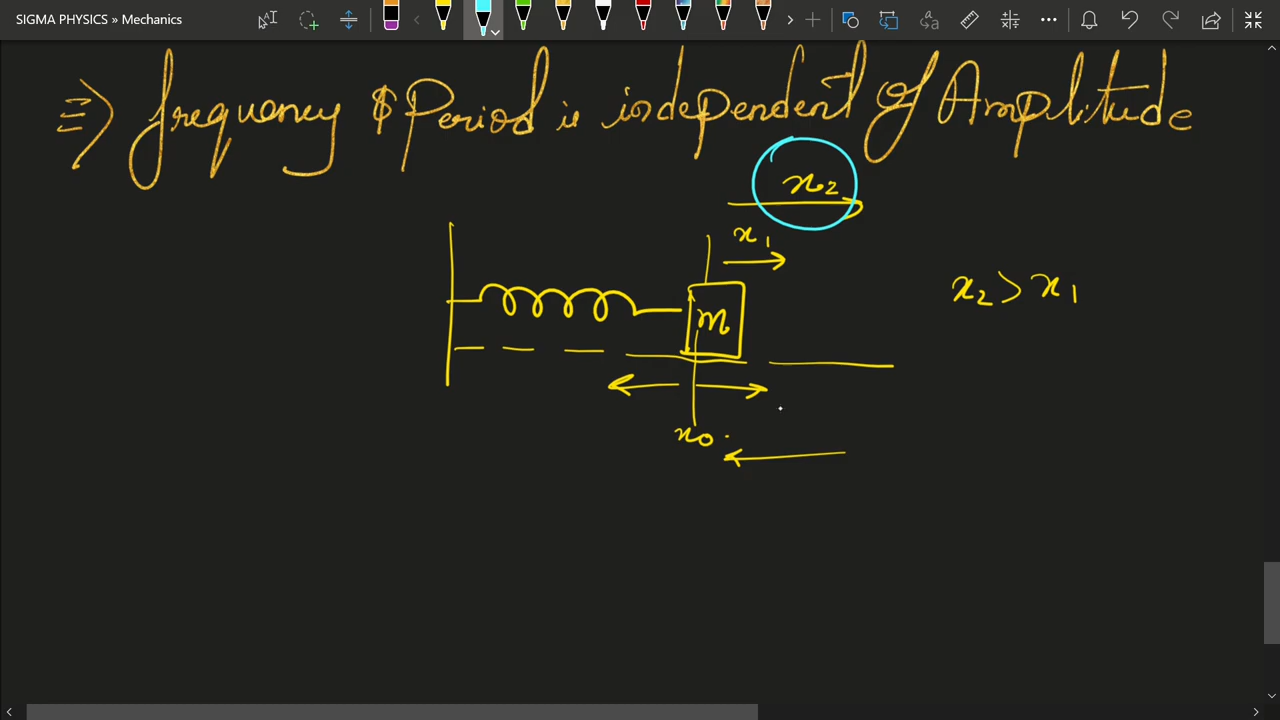 SIGMA PHYSICS » Mechanics
⇒ frequency & Period is independent of Amplitude
x₂
x₁
x₂ > x₁
m
x₀